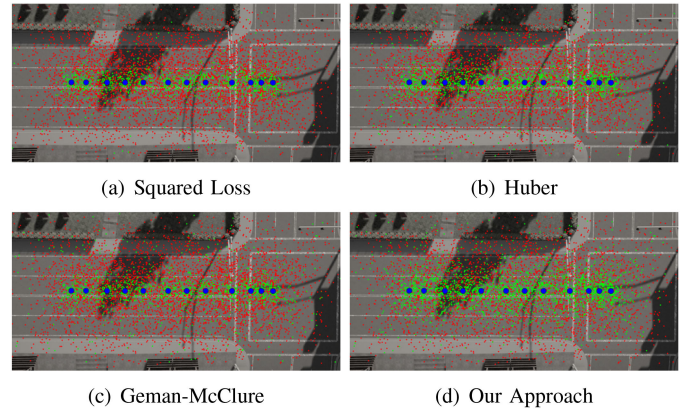 (a) Squared Loss
(b) Huber
(c) Geman-McClure
(d) Our Approach